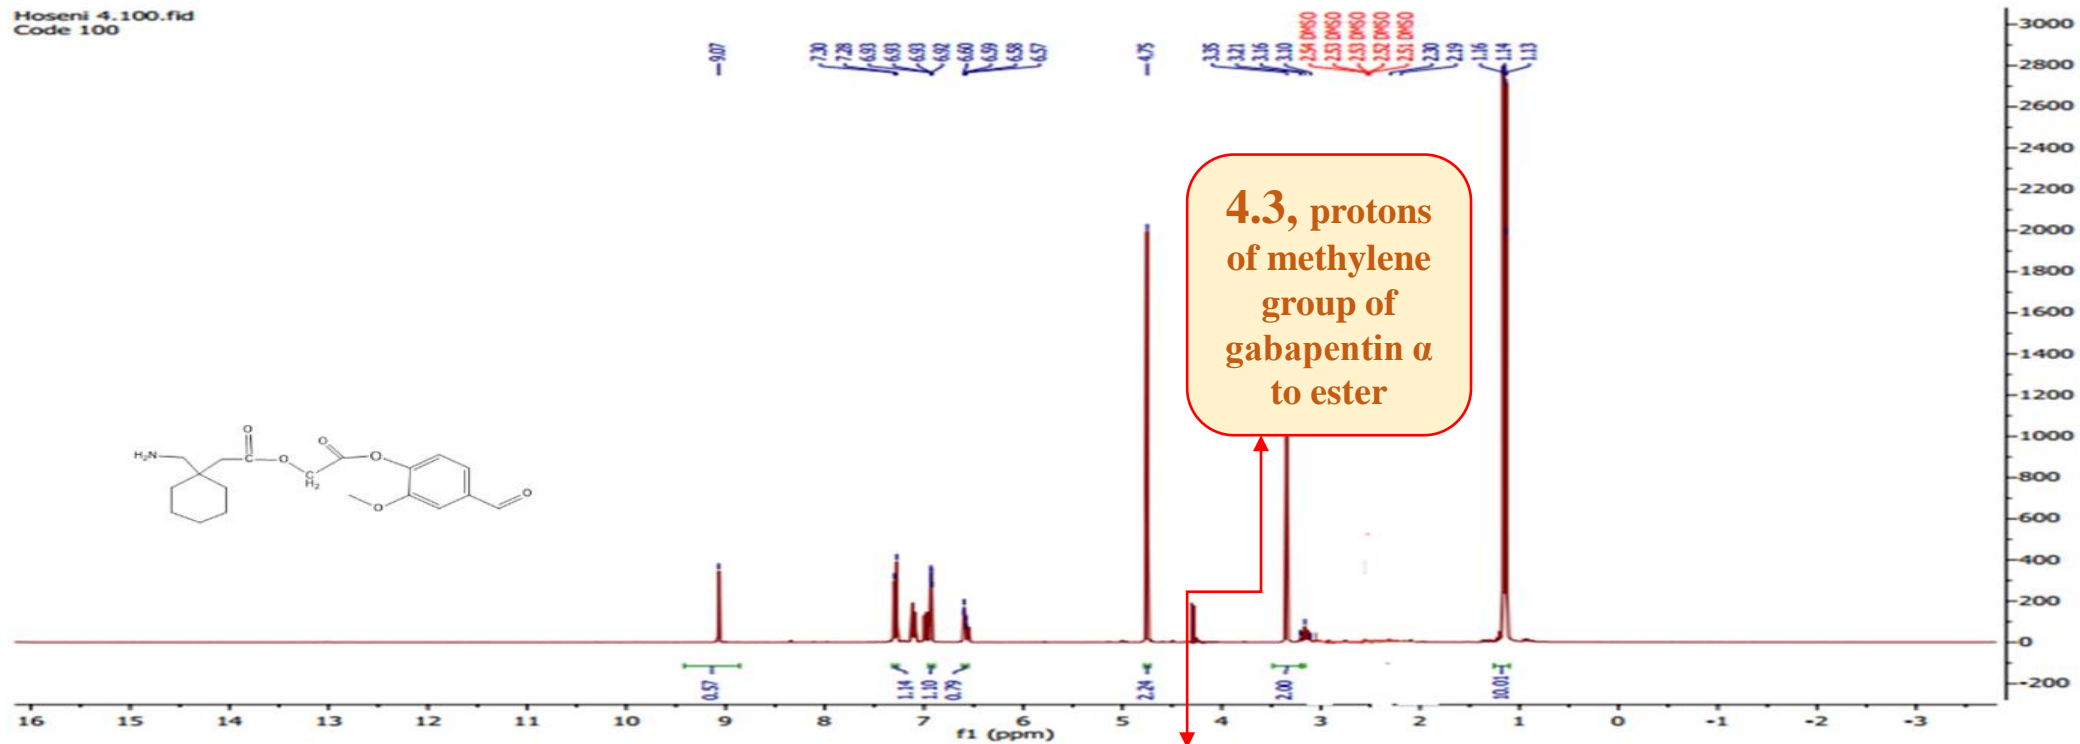 Hoseni 4.100.fid
Code 100
9.07
7.30
7.28
6.93
6.93
6.93
6.92
6.60
6.59
6.58
6.57
4.75
3.35
3.21
3.16
3.10
2.54 DMSO
2.53 DMSO
2.53 DMSO
2.52 DMSO
2.51 DMSO
2.30
2.19
1.16
1.14
1.13
4.3, protons
of methylene
group of
gabapentin α
to ester
H2N
O
O
C
H2
O
O
O
O
3000
2800
2600
2400
2200
2000
1800
1600
1400
1200
1000
800
600
400
200
0
-200
0.57
1.14
1.10
0.79
2.24
2.00
10.01
16 15 14 13 12 11 10 9 8 7 6 5 4 3 2 1 0 -1 -2 -3
f1 (ppm)